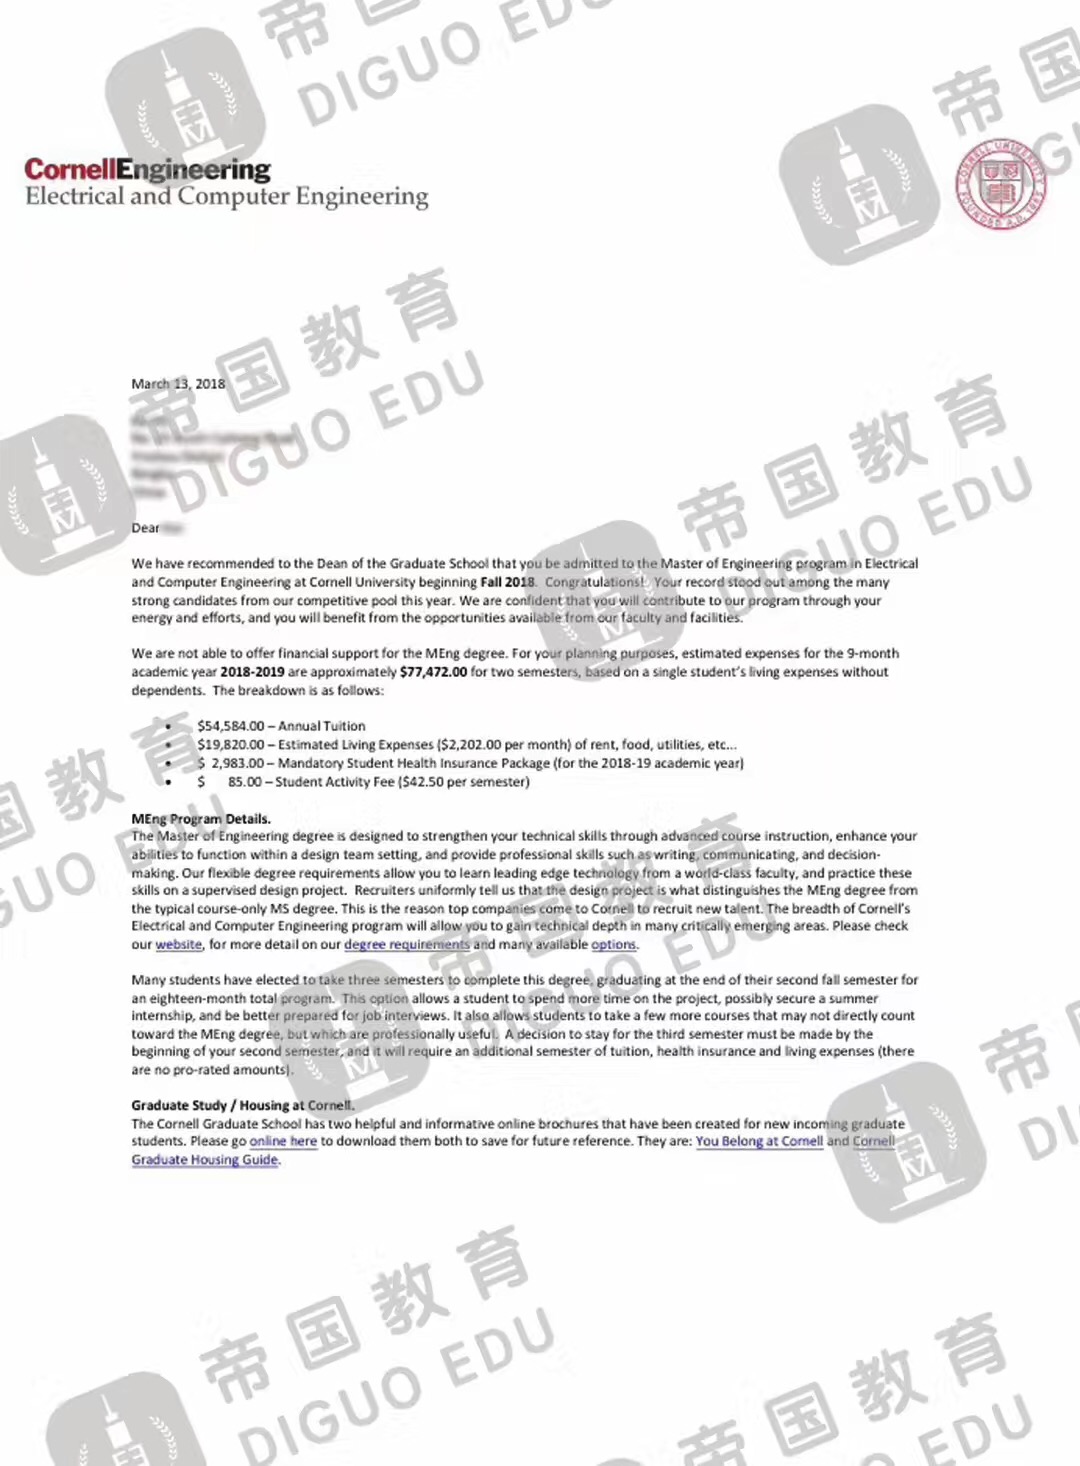 CornellEngineering
Electrical and Computer Engineering
CORNELL UNIVERSITY
FOUNDED A.D. 1865
March 13, 2018
Dear
We have recommended to the Dean of the Graduate School that you be admitted to the Master of Engineering program in Electrical
and Computer Engineering at Cornell University beginning Fall 2018. Congratulations! Your record stood out among the many
strong candidates from our competitive pool this year. We are confident that you will contribute to our program through your
energy and efforts, and you will benefit from the opportunities available from our faculty and facilities.
We are not able to offer financial support for the MEng degree. For your planning purposes, estimated expenses for the 9-month
academic year 2018-2019 are approximately $77,472.00 for two semesters, based on a single student's living expenses without
dependents. The breakdown is as follows:
• $54,584.00 – Annual Tuition
• $19,820.00 – Estimated Living Expenses ($2,202.00 per month) of rent, food, utilities, etc...
• $ 2,983.00 – Mandatory Student Health Insurance Package (for the 2018-19 academic year)
• $ 85.00 – Student Activity Fee ($42.50 per semester)
MEng Program Details.
The Master of Engineering degree is designed to strengthen your technical skills through advanced course instruction, enhance your
abilities to function within a design team setting, and provide professional skills such as writing, communicating, and decision-
making. Our flexible degree requirements allow you to learn leading edge technology from a world-class faculty, and practice these
skills on a supervised design project. Recruiters uniformly tell us that the design project is what distinguishes the MEng degree from
the typical course-only MS degree. This is the reason top companies come to Cornell to recruit new talent. The breadth of Cornell's
Electrical and Computer Engineering program will allow you to gain technical depth in many critically emerging areas. Please check
our website, for more detail on our degree requirements and many available options.
Many students have elected to take three semesters to complete this degree, graduating at the end of their second fall semester for
an eighteen-month total program. This option allows a student to spend more time on the project, possibly secure a summer
internship, and be better prepared for job interviews. It also allows students to take a few more courses that may not directly count
toward the MEng degree, but which are professionally useful. A decision to stay for the third semester must be made by the
beginning of your second semester, and it will require an additional semester of tuition, health insurance and living expenses (there
are no pro-rated amounts).
Graduate Study / Housing at Cornell.
The Cornell Graduate School has two helpful and informative online brochures that have been created for new incoming graduate
students. Please go online here to download them both to save for future reference. They are: You Belong at Cornell and Cornell
Graduate Housing Guide.
帝国教育
DIGUO EDU